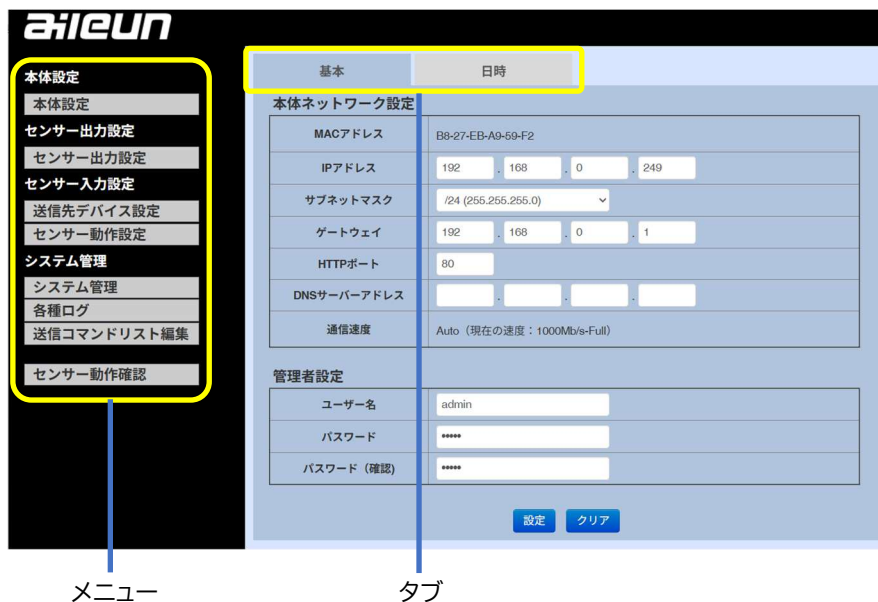 aileun
本体設定
本体設定
センサー出力設定
センサー出力設定
センサー入力設定
送信先デバイス設定
センサー動作設定
システム管理
システム管理
各種ログ
送信コマンドリスト編集
センサー動作確認
基本 日時
本体ネットワーク設定
MACアドレス B8-27-EB-A9-59-F2
IPアドレス 192 . 168 . 0 . 249
サブネットマスク /24 (255.255.255.0)
ゲートウェイ 192 . 168 . 0 . 1
HTTPポート 80
DNSサーバーアドレス . . .
通信速度 Auto（現在の速度：1000Mb/s-Full）
管理者設定
ユーザー名 admin
パスワード •••••
パスワード（確認) •••••
設定 クリア
メニュー タブ